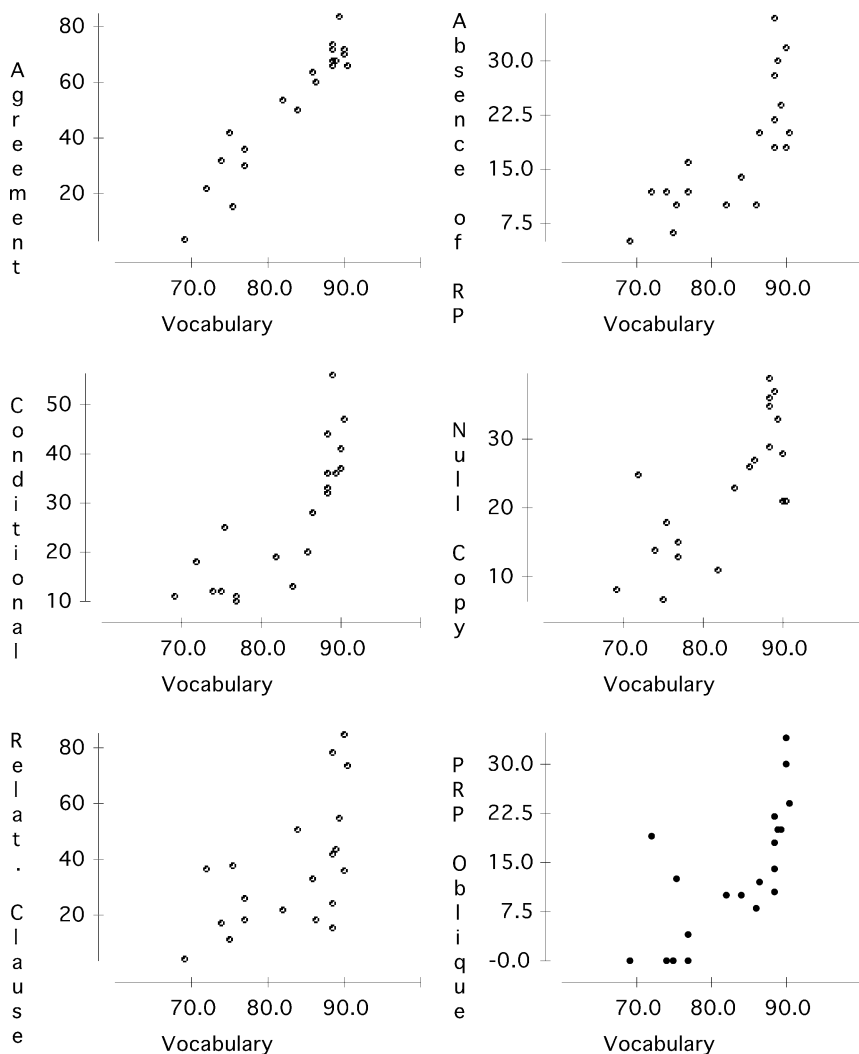 Agreement
80
60
40
20
70.0 80.0 90.0
Vocabulary
Absence of RP
30.0
22.5
15.0
7.5
70.0 80.0 90.0
Vocabulary
Conditional
50
40
30
20
10
70.0 80.0 90.0
Vocabulary
Null Copy
30
20
10
70.0 80.0 90.0
Vocabulary
Relat. Clause
80
60
40
20
70.0 80.0 90.0
Vocabulary
PRP Oblique
30.0
22.5
15.0
7.5
-0.0
70.0 80.0 90.0
Vocabulary